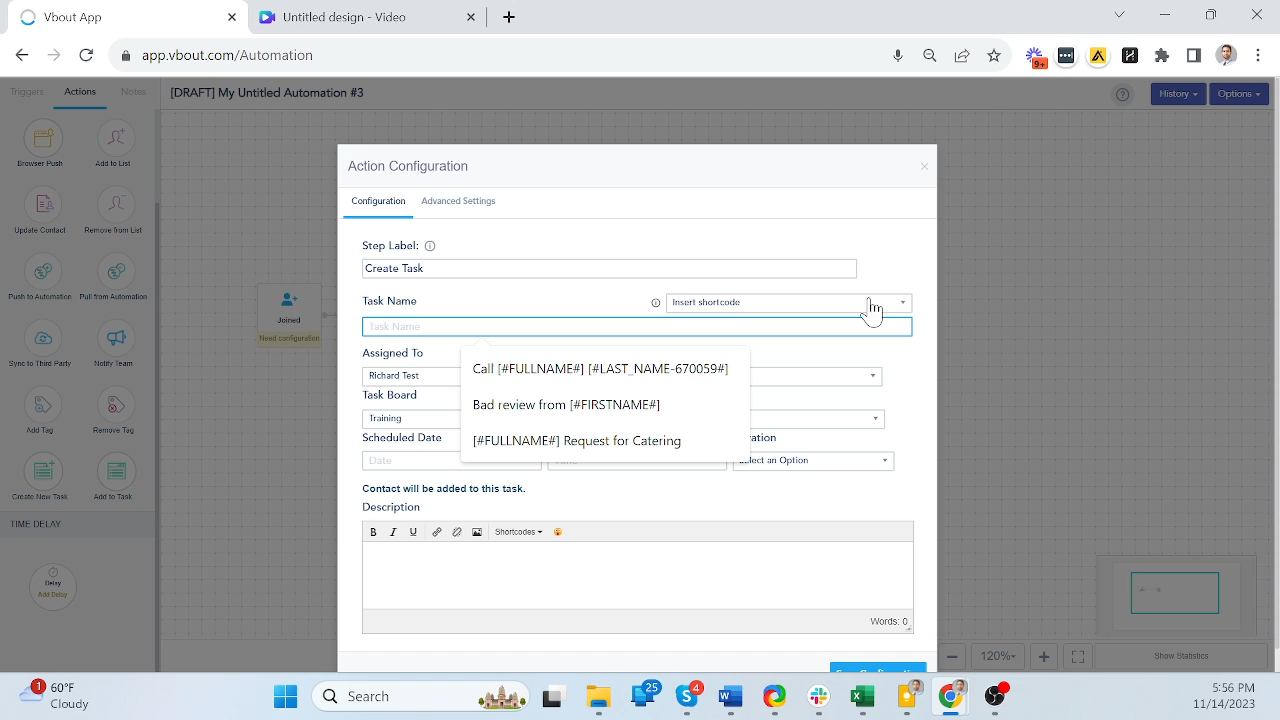 Vbout App
Untitled design - Video
app.vbout.com/Automation
9+
Triggers
Actions
Notes
[DRAFT] My Untitled Automation #3
History
Options
Browser Push
Add to List
Update Contact
Remove from List
Push to Automation
Pull from Automation
Sync to Third Party
Notify Team
Add Tag
Remove Tag
Create New Task
Add to Task
TIME DELAY
Delay
Add Delay
Joined
Need configuration
Action Configuration
Configuration
Advanced Settings
Step Label:
Create Task
Task Name
Insert shortcode
Task Name
Call [#FULLNAME#] [#LAST_NAME-670059#]
Bad review from [#FIRSTNAME#]
[#FULLNAME#] Request for Catering
Assigned To
Richard Test
Task Board
Training
Scheduled Date
Date
Select an Option
Contact will be added to this task.
Description
B I U
Shortcodes
Words: 0
120%
Show Statistics
1
60°F
Cloudy
Search
25
4
5:56 PM
11/14/2023